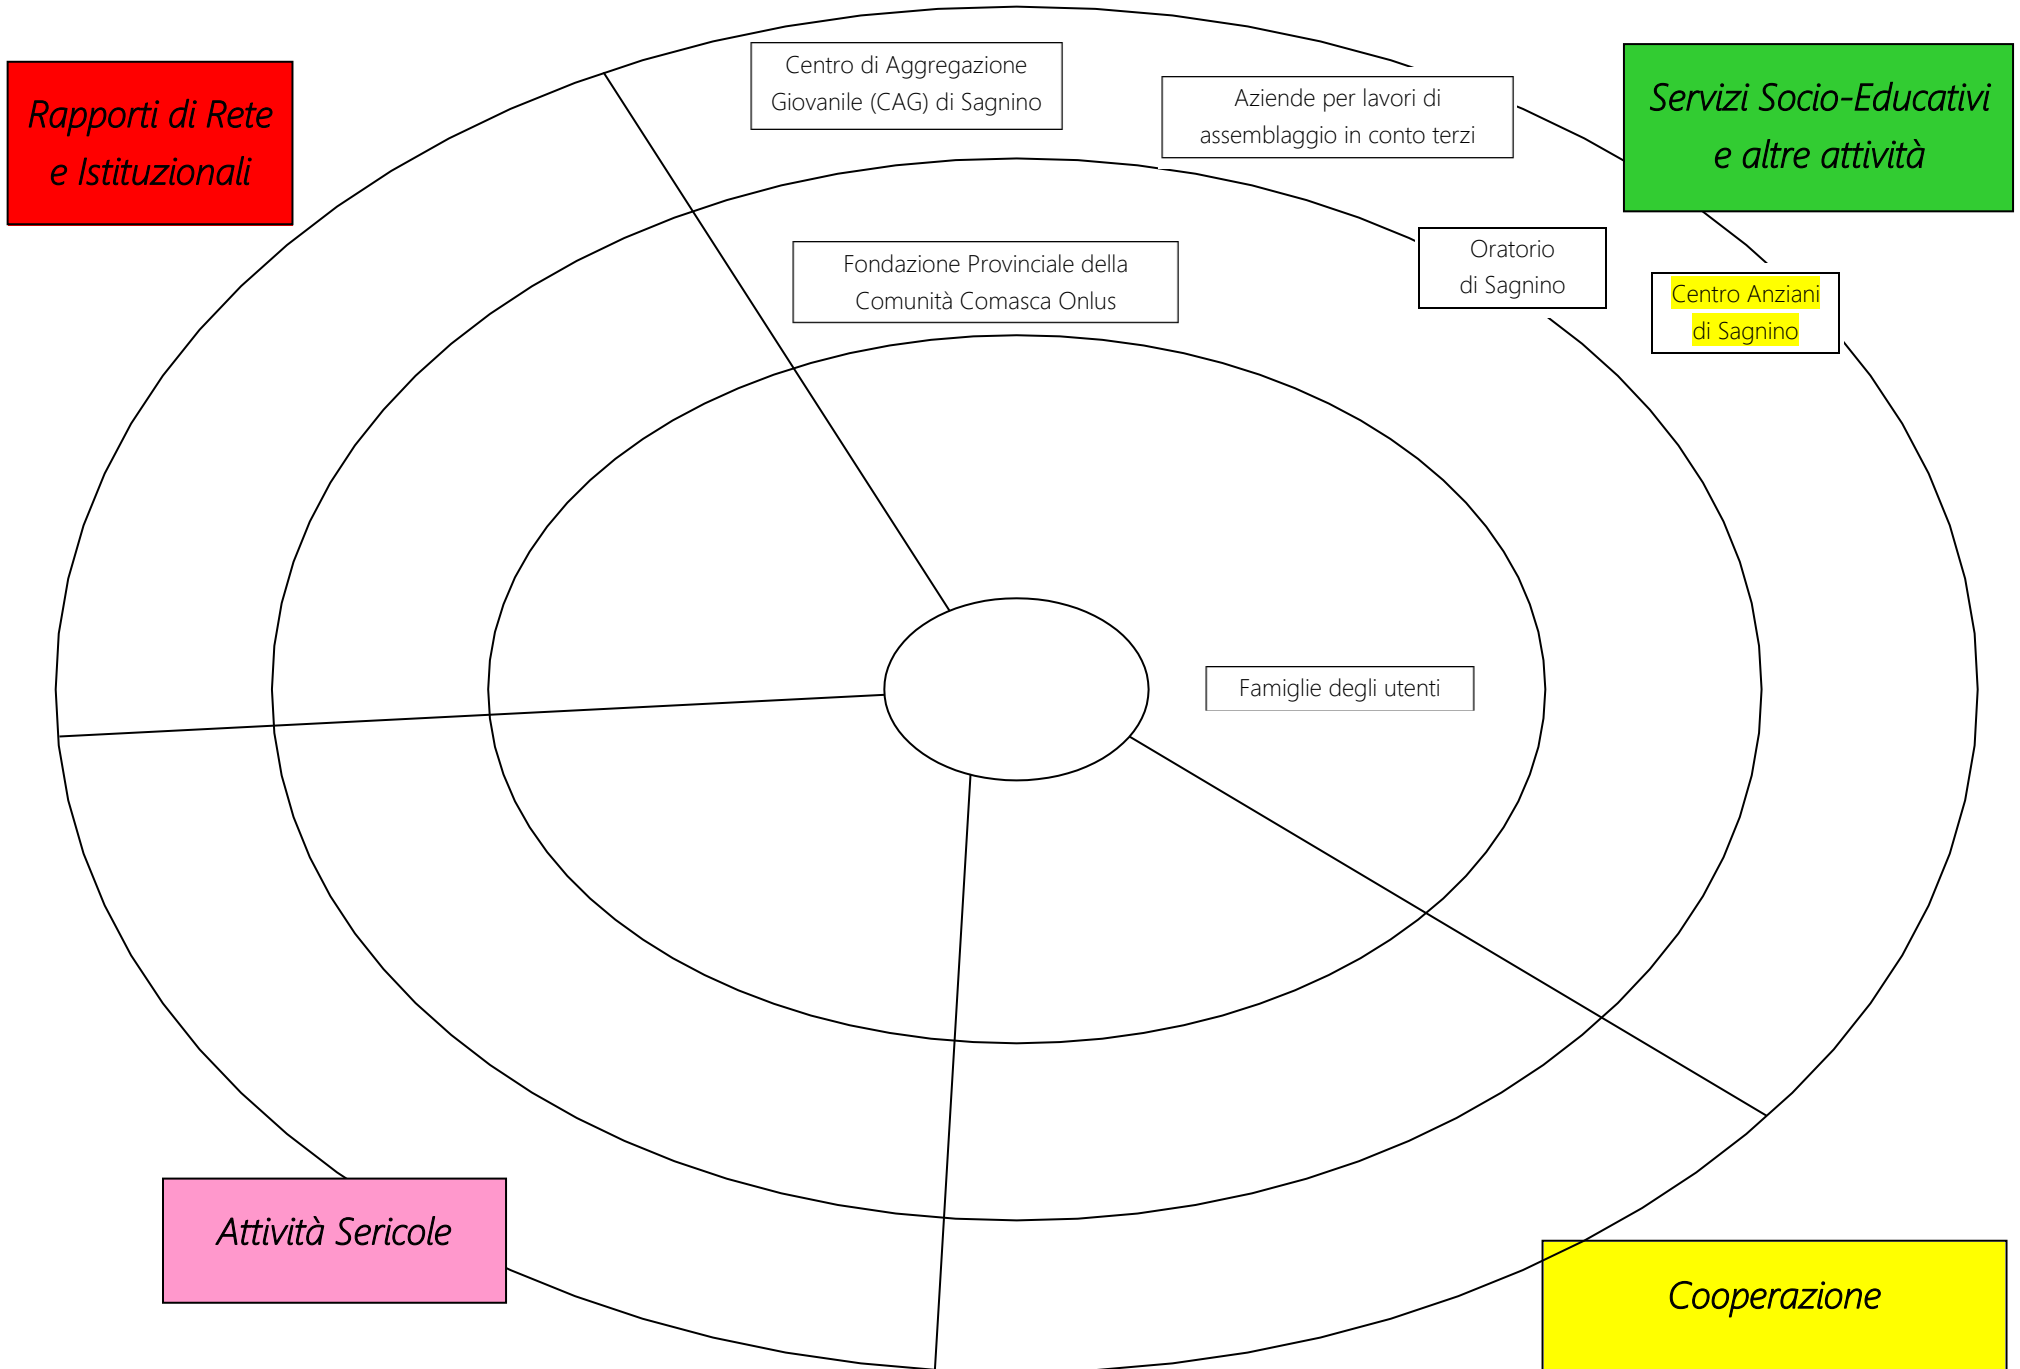 Centro di Aggregazione
Giovanile (CAG) di Sagnino
Rapporti di Rete
e Istituzionali
Aziende per lavori di
assemblaggio in conto terzi
Servizi Socio-Educativi
e altre attività
Fondazione Provinciale della
Comunità Comasca Onlus
Oratorio
di Sagnino
Centro Anziani
di Sagnino
Famiglie degli utenti
Attività Sericole
Cooperazione